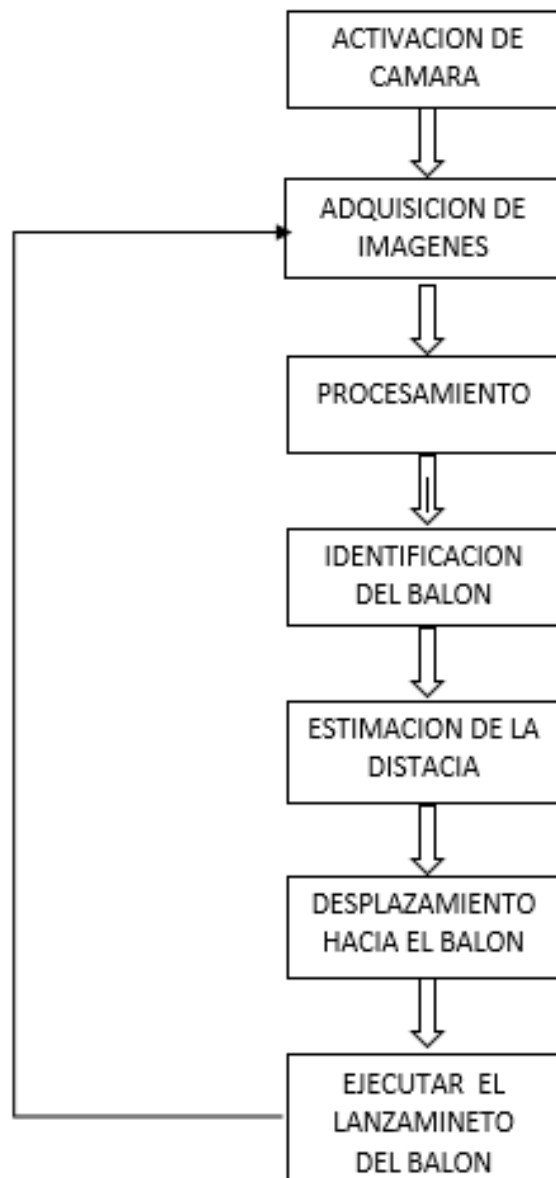 ACTIVACION DE
CAMARA
ADQUISICION DE
IMAGENES
PROCESAMIENTO
IDENTIFICACION
DEL BALON
ESTIMACION DE LA
DISTACIA
DESPLAZAMIENTO
HACIA EL BALON
EJECUTAR EL
LANZAMINETO
DEL BALON